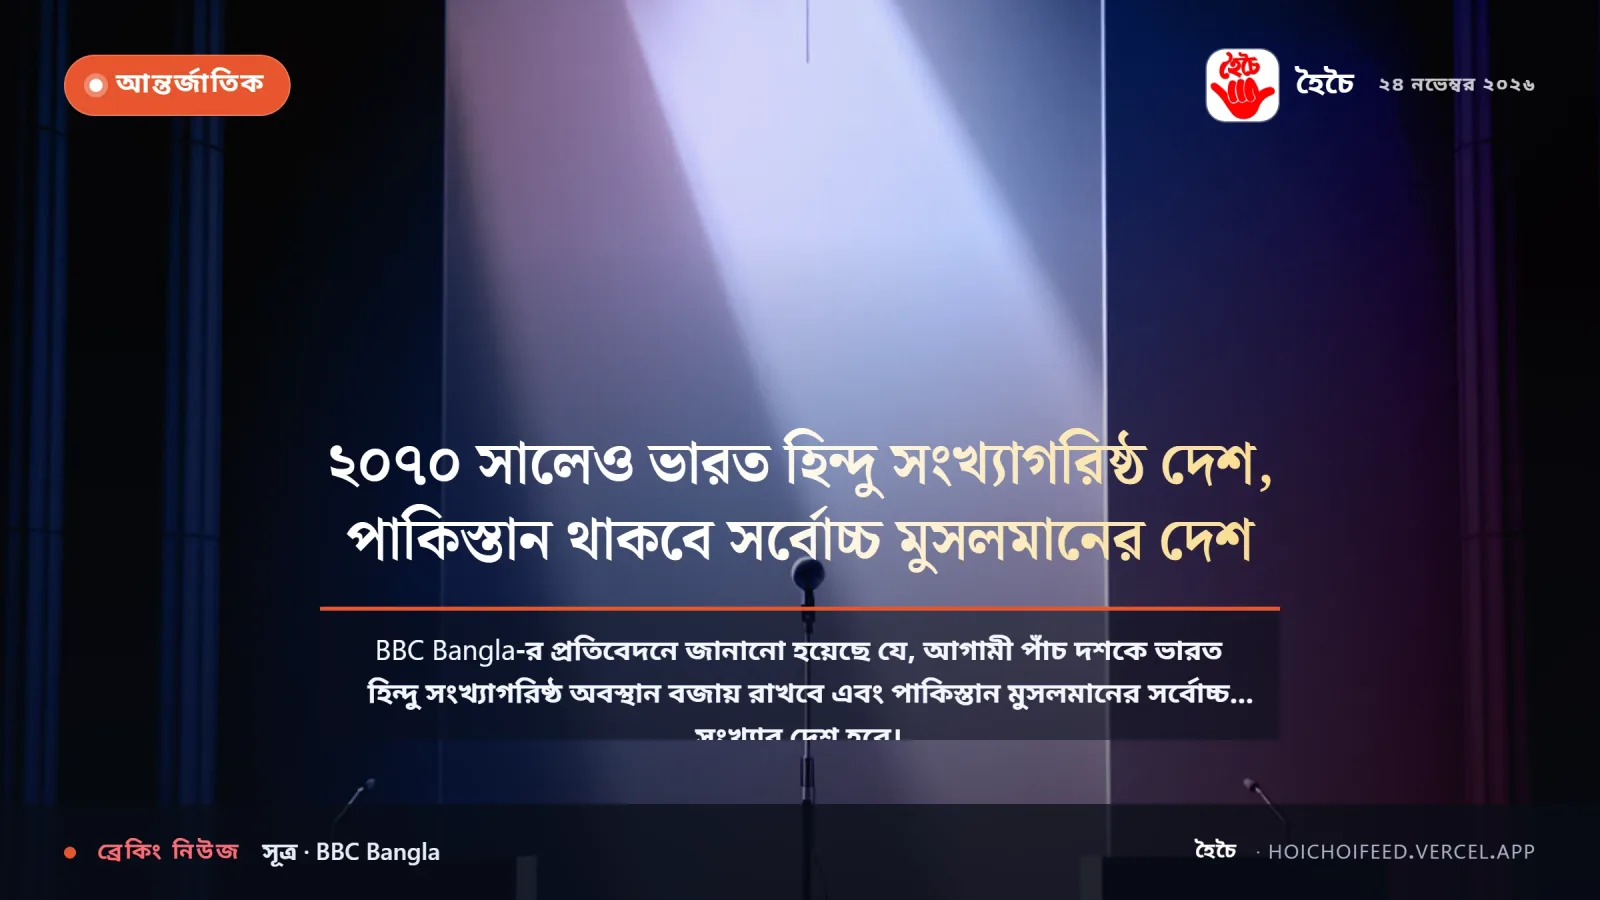 আন্তর্জাতিক
হৈচৈ
হৈচৈ
২৪ নভেম্বর ২০২৬
২০৭০ সালেও ভারত হিন্দু সংখ্যাগরিষ্ঠ দেশ,
পাকিস্তান থাকবে সর্বোচ্চ মুসলমানের দেশ
BBC Bangla-র প্রতিবেদনে জানানো হয়েছে যে, আগামী পাঁচ দশকে ভারত
হিন্দু সংখ্যাগরিষ্ঠ অবস্থান বজায় রাখবে এবং পাকিস্তান মুসলমানের সর্বোচ্চ...
সংখ্যার দেশ হবে।
ব্রেকিং নিউজ সূত্র · BBC Bangla
হৈচৈ · HOICHOIFEED.VERCEL.APP